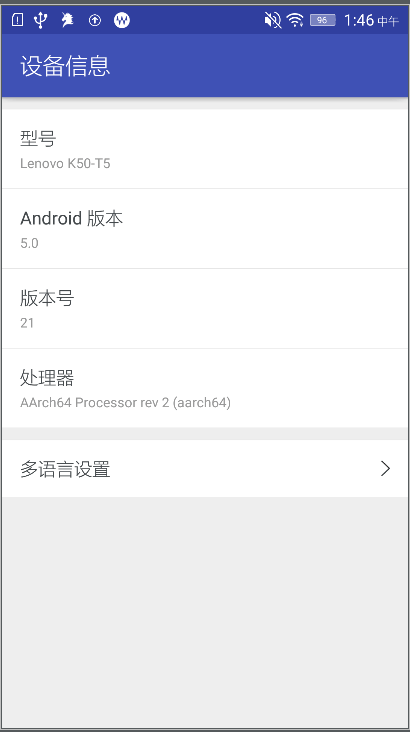 96 1:46 中午
设备信息
型号
Lenovo K50-T5
Android 版本
5.0
版本号
21
处理器
AArch64 Processor rev 2 (aarch64)
多语言设置